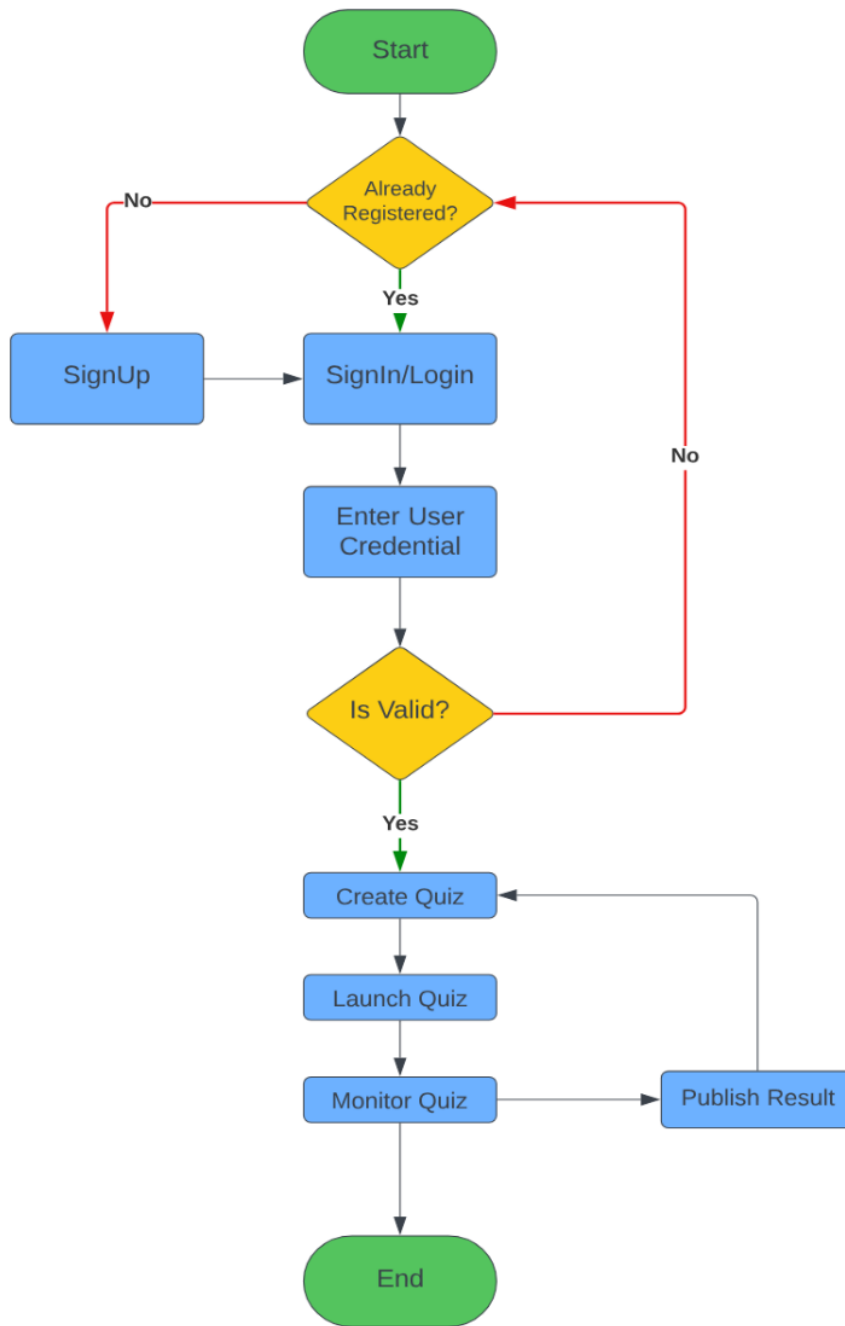 Start
Already
Registered?
No
Yes
SignUp
SignIn/Login
No
Enter User
Credential
Is Valid?
Yes
Create Quiz
Launch Quiz
Monitor Quiz
Publish Result
End